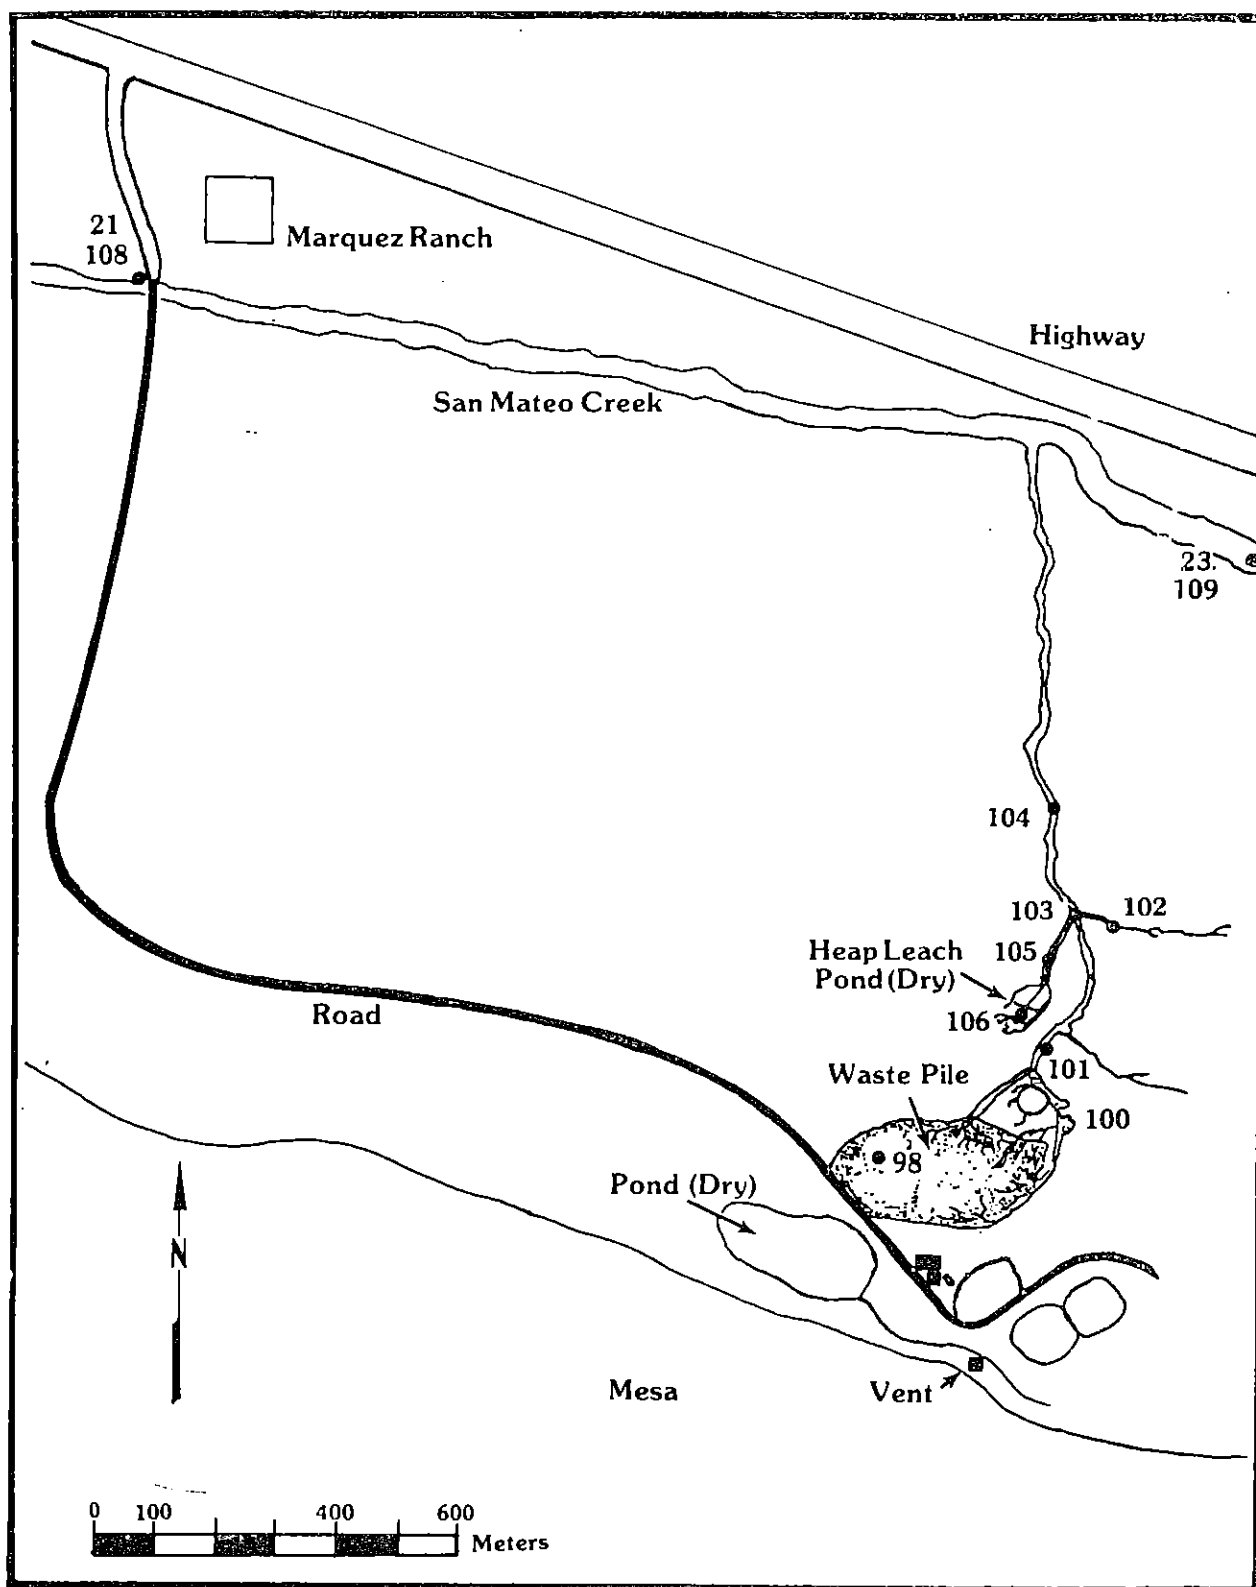 21
108
Marquez Ranch
Highway
San Mateo Creek
23.
109
104
103
102
105
Heap Leach
Pond (Dry)
106
Road
101
Waste Pile
100
98
Pond (Dry)
N
Mesa
Vent
0 100 400 600
Meters